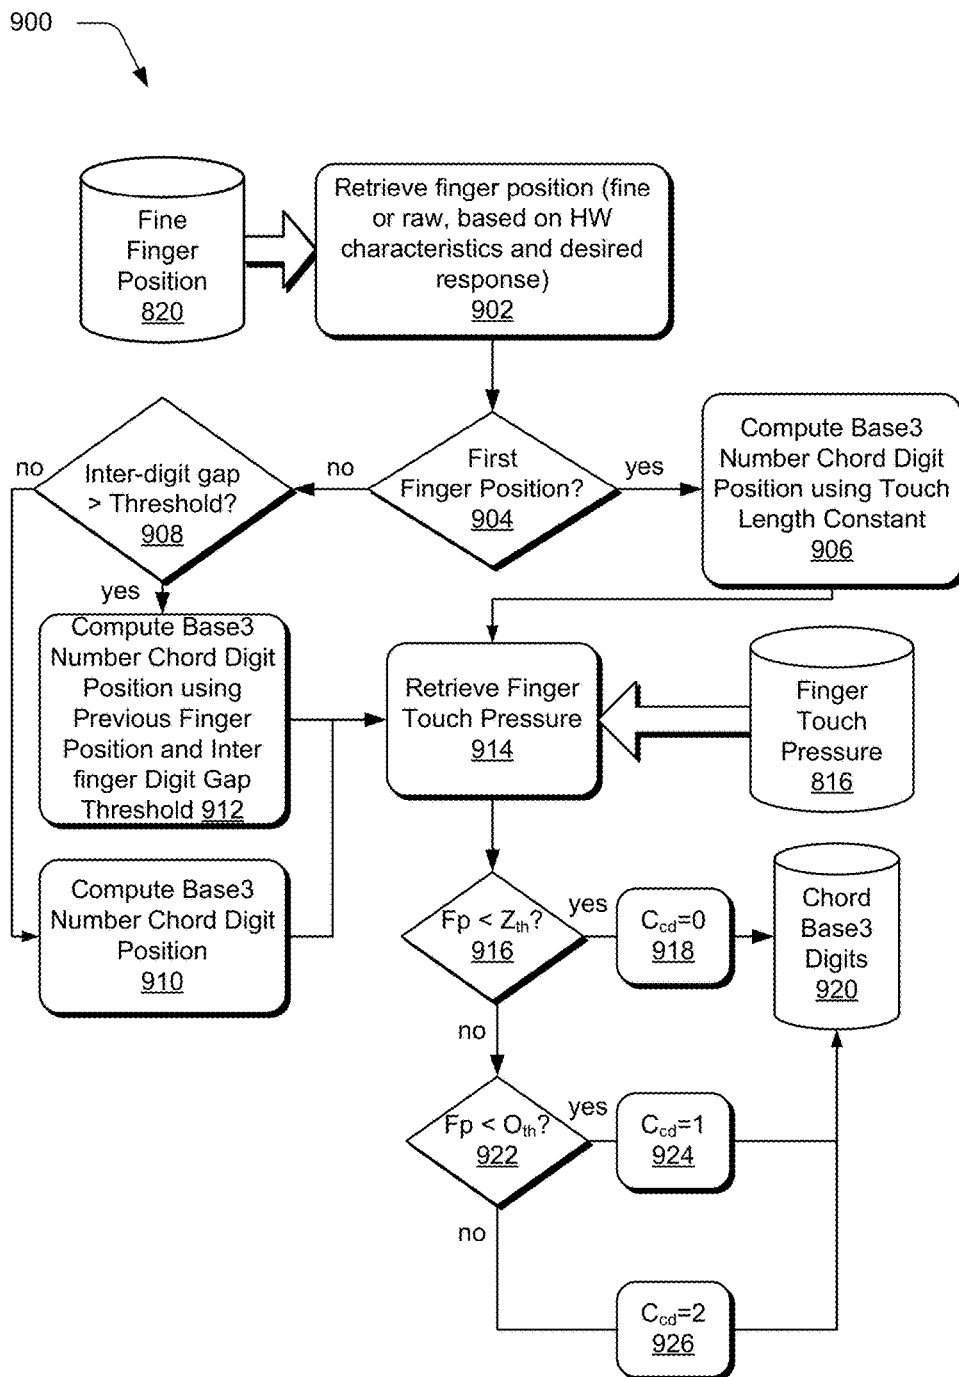 900
Fine
Finger
Position
820
Retrieve finger position (fine
or raw, based on HW
characteristics and desired
response)
902
no
Inter-digit gap
> Threshold?
908
no
First
Finger Position?
904
yes
Compute Base3
Number Chord Digit
Position using Touch
Length Constant
906
yes
Compute Base3
Number Chord Digit
Position using
Previous Finger
Position and Inter
finger Digit Gap
Threshold 912
Retrieve Finger
Touch Pressure
914
Finger
Touch
Pressure
816
Compute Base3
Number Chord Digit
Position
910
Fp < Zth?
916
yes
Ccd=0
918
Chord
Base3
Digits
920
no
Fp < Oth?
922
yes
Ccd=1
924
no
Ccd=2
926